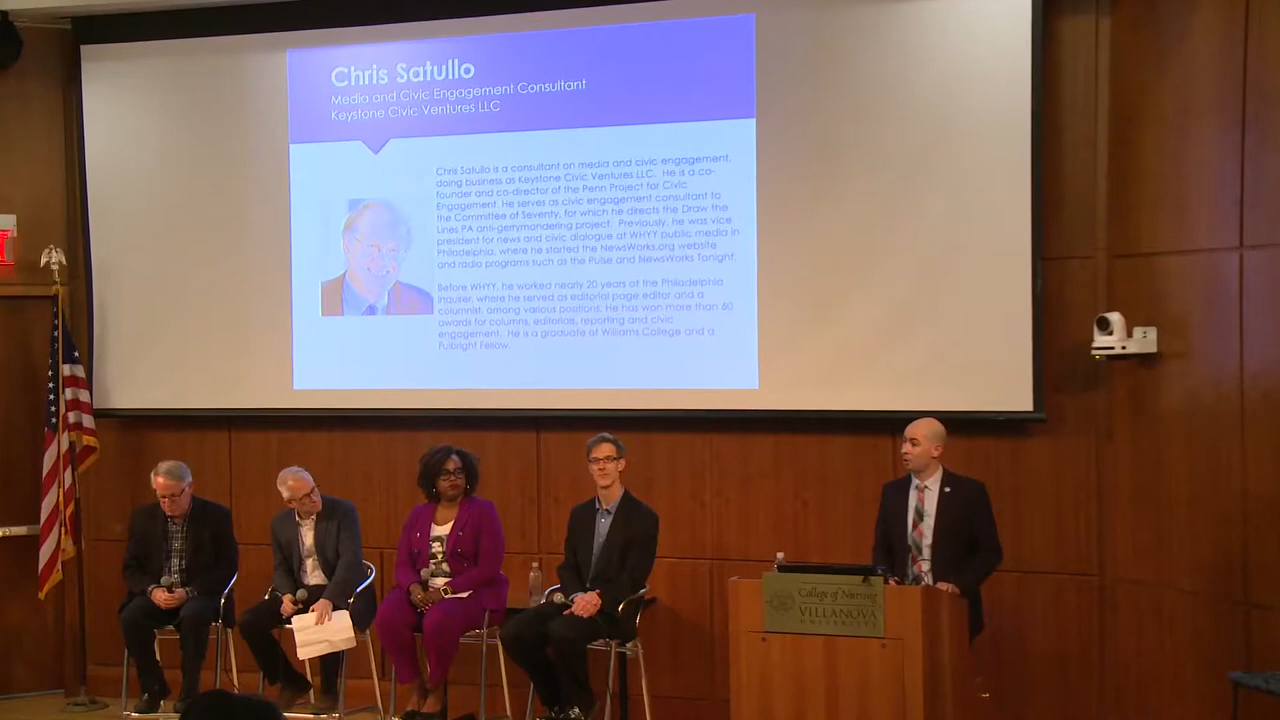 Chris Satullo
Media and Civic Engagement Consultant
Keystone Civic Ventures LLC
Chris Satullo is a consultant on media and civic engagement,
doing business as Keystone Civic Ventures LLC. He is a co-
founder and co-director of the Penn Project for Civic
Engagement. He serves as civic engagement consultant to
the Committee of Seventy, for which he directs the Draw the
Lines PA anti-gerrymandering project. Previously, he was vice
president for news and civic dialogue at WHYY public media in
Philadelphia, where he started the NewsWorks.org website
and radio programs such as the Pulse and NewsWorks Tonight.
Before WHYY, he worked nearly 20 years at the Philadelphia
Inquirer, where he served as editorial page editor and a
columnist, among various positions. He has won more than 60
awards for columns, editorials, reporting and civic
engagement. He is a graduate of Williams College and a
Fulbright Fellow.
College of Nursing
VILLANOVA
UNIVERSITY